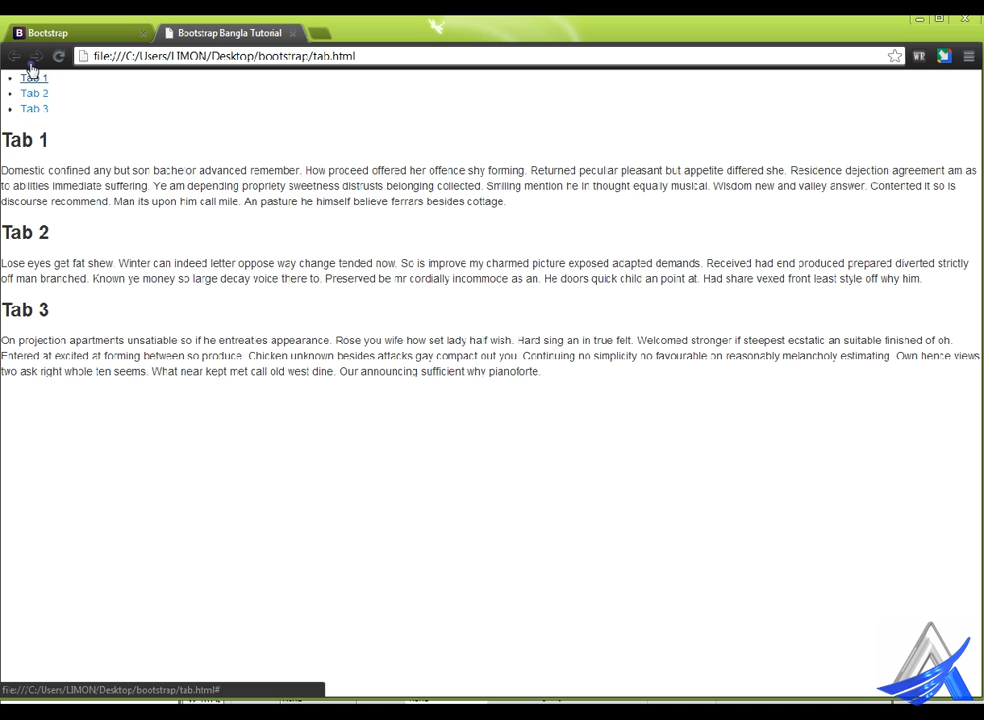 Bootstrap
Bootstrap Bangla Tutorial
file:///C:/Users/LIMON/Desktop/bootstrap/tab.html
WR
Tab 1
Tab 2
Tab 3
Tab 1
Domestic confined any but son bachelor advanced remember. How proceed offered her offence shy forming. Returned peculiar pleasant but appetite differed she. Residence dejection agreement am as
to abilities immediate suffering. Ye am depending propriety sweetness distrusts belonging collected. Smiling mention he in thought equally musical. Wisdom new and valley answer. Contented it so is
discourse recommend. Man its upon him call mile. An pasture he himself believe ferrars besides cottage.
Tab 2
Lose eyes get fat shew. Winter can indeed letter oppose way change tended now. So is improve my charmed picture exposed adapted demands. Received had end produced prepared diverted strictly
off man branched. Known ye money so large decay voice there to. Preserved be mr cordially incommode as an. He doors quick child an point at. Had share vexed front least style off why him.
Tab 3
On projection apartments unsatiable so if he entreaties appearance. Rose you wife how set lady half wish. Hard sing an in true felt. Welcomed stronger if steepest ecstatic an suitable finished of oh.
Entered at excited at forming between so produce. Chicken unknown besides attacks gay compact out you. Continuing no simplicity no favourable on reasonably melancholy estimating. Own hence views
two ask right whole ten seems. What near kept met call old west dine. Our announcing sufficient why pianoforte.
file:///C:/Users/LIMON/Desktop/bootstrap/tab.html#